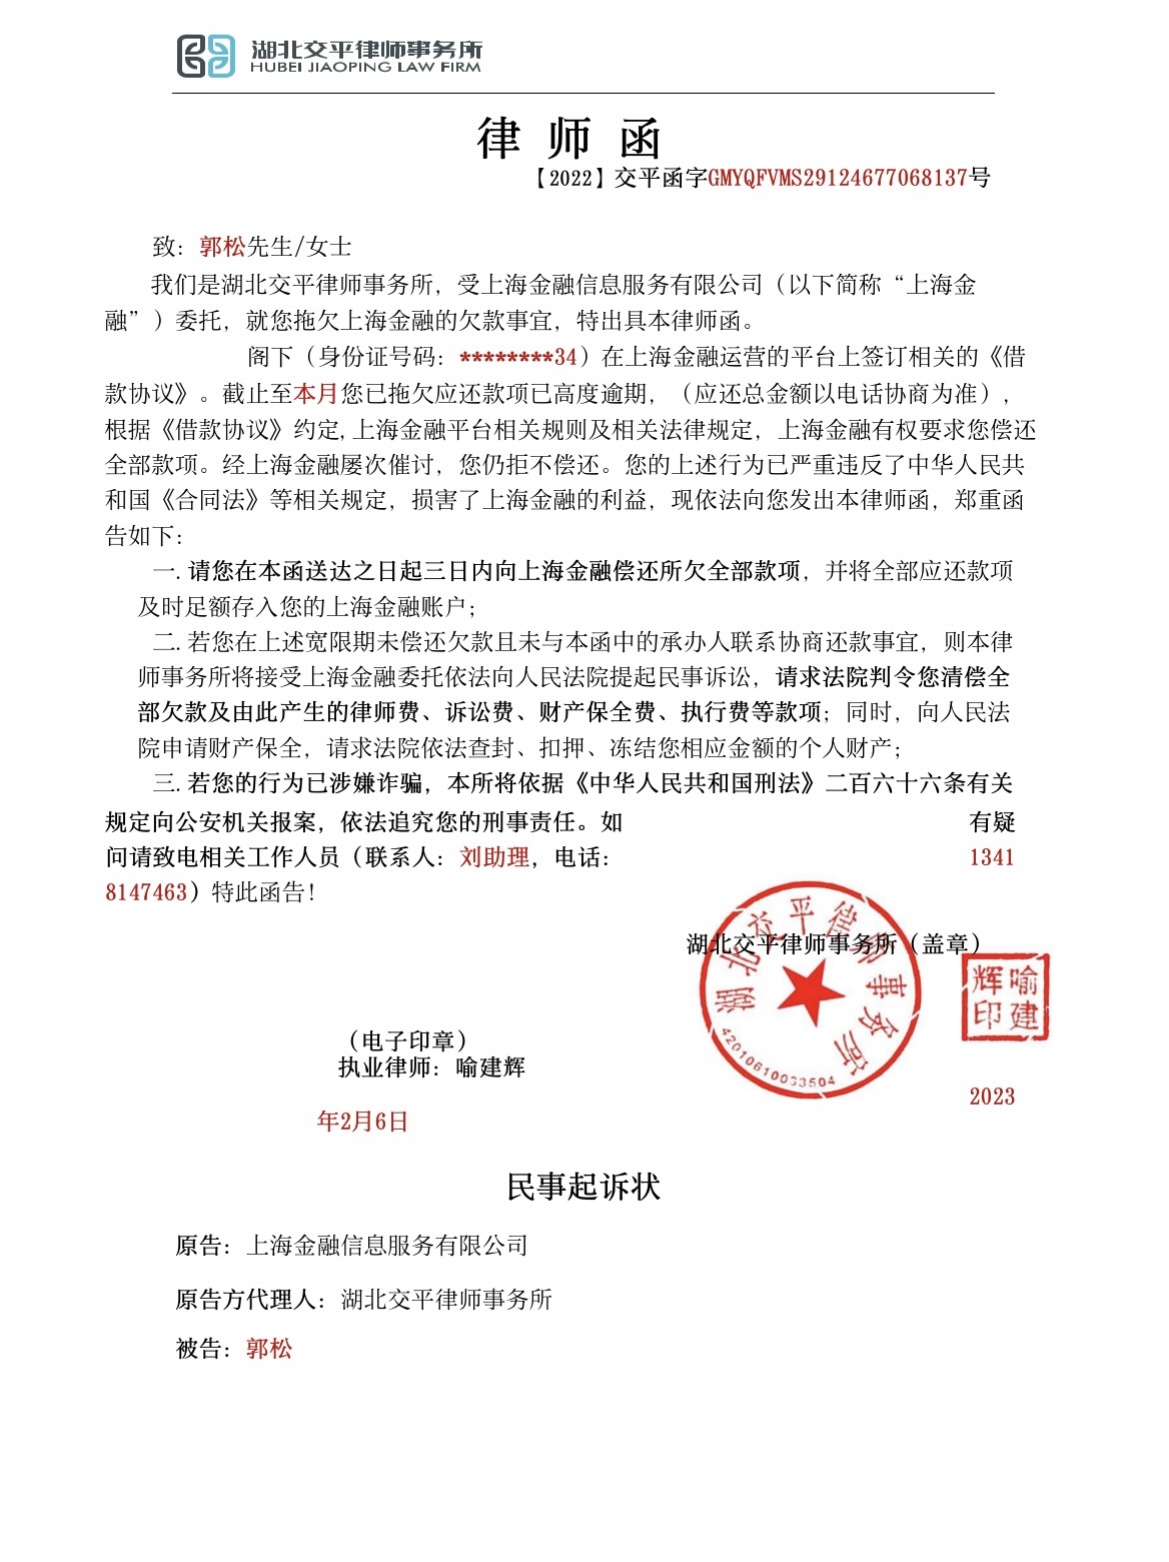 湖北交平律师事务所
HUBEI JIAOPING LAW FIRM
律师函
【2022】交平函字GMYQFVMS29124677068137号
致：郭松先生/女士
我们是湖北交平律师事务所，受上海金融信息服务有限公司（以下简称“上海金
融”）委托，就您拖欠上海金融的欠款事宜，特出具本律师函。
阁下（身份证号码：********34）在上海金融运营的平台上签订相关的《借
款协议》。截止至本月您已拖欠应还款项已高度逾期，（应还总金额以电话协商为准），
根据《借款协议》约定,上海金融平台相关规则及相关法律规定，上海金融有权要求您偿还
全部款项。经上海金融屡次催讨，您仍拒不偿还。您的上述行为已严重违反了中华人民共
和国《合同法》等相关规定，损害了上海金融的利益，现依法向您发出本律师函，郑重函
告如下：
一.请您在本函送达之日起三日内向上海金融偿还所欠全部款项，并将全部应还款项
及时足额存入您的上海金融账户；
二.若您在上述宽限期未偿还欠款且未与本函中的承办人联系协商还款事宜，则本律
师事务所将接受上海金融委托依法向人民法院提起民事诉讼，请求法院判令您清偿全
部欠款及由此产生的律师费、诉讼费、财产保全费、执行费等款项；同时，向人民法
院申请财产保全，请求法院依法查封、扣押、冻结您相应金额的个人财产；
三.若您的行为已涉嫌诈骗，本所将依据《中华人民共和国刑法》二百六十六条有关
规定向公安机关报案，依法追究您的刑事责任。如 有疑
问请致电相关工作人员（联系人：刘助理，电话： 1341
8147463）特此函告！
湖北交平律师事务所（盖章）
湖北交平律师事务所
4201061003504
喻建辉印
（电子印章）
执业律师：喻建辉
2023
年2月6日
民事起诉状
原告：上海金融信息服务有限公司
原告方代理人：湖北交平律师事务所
被告：郭松